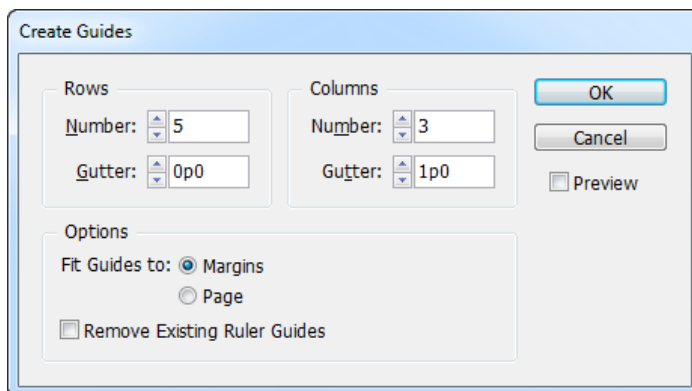 Create Guides
Rows
Number: 5
Gutter: 0p0
Columns
Number: 3
Gutter: 1p0
OK
Cancel
Preview
Options
Fit Guides to: Margins
Page
Remove Existing Ruler Guides